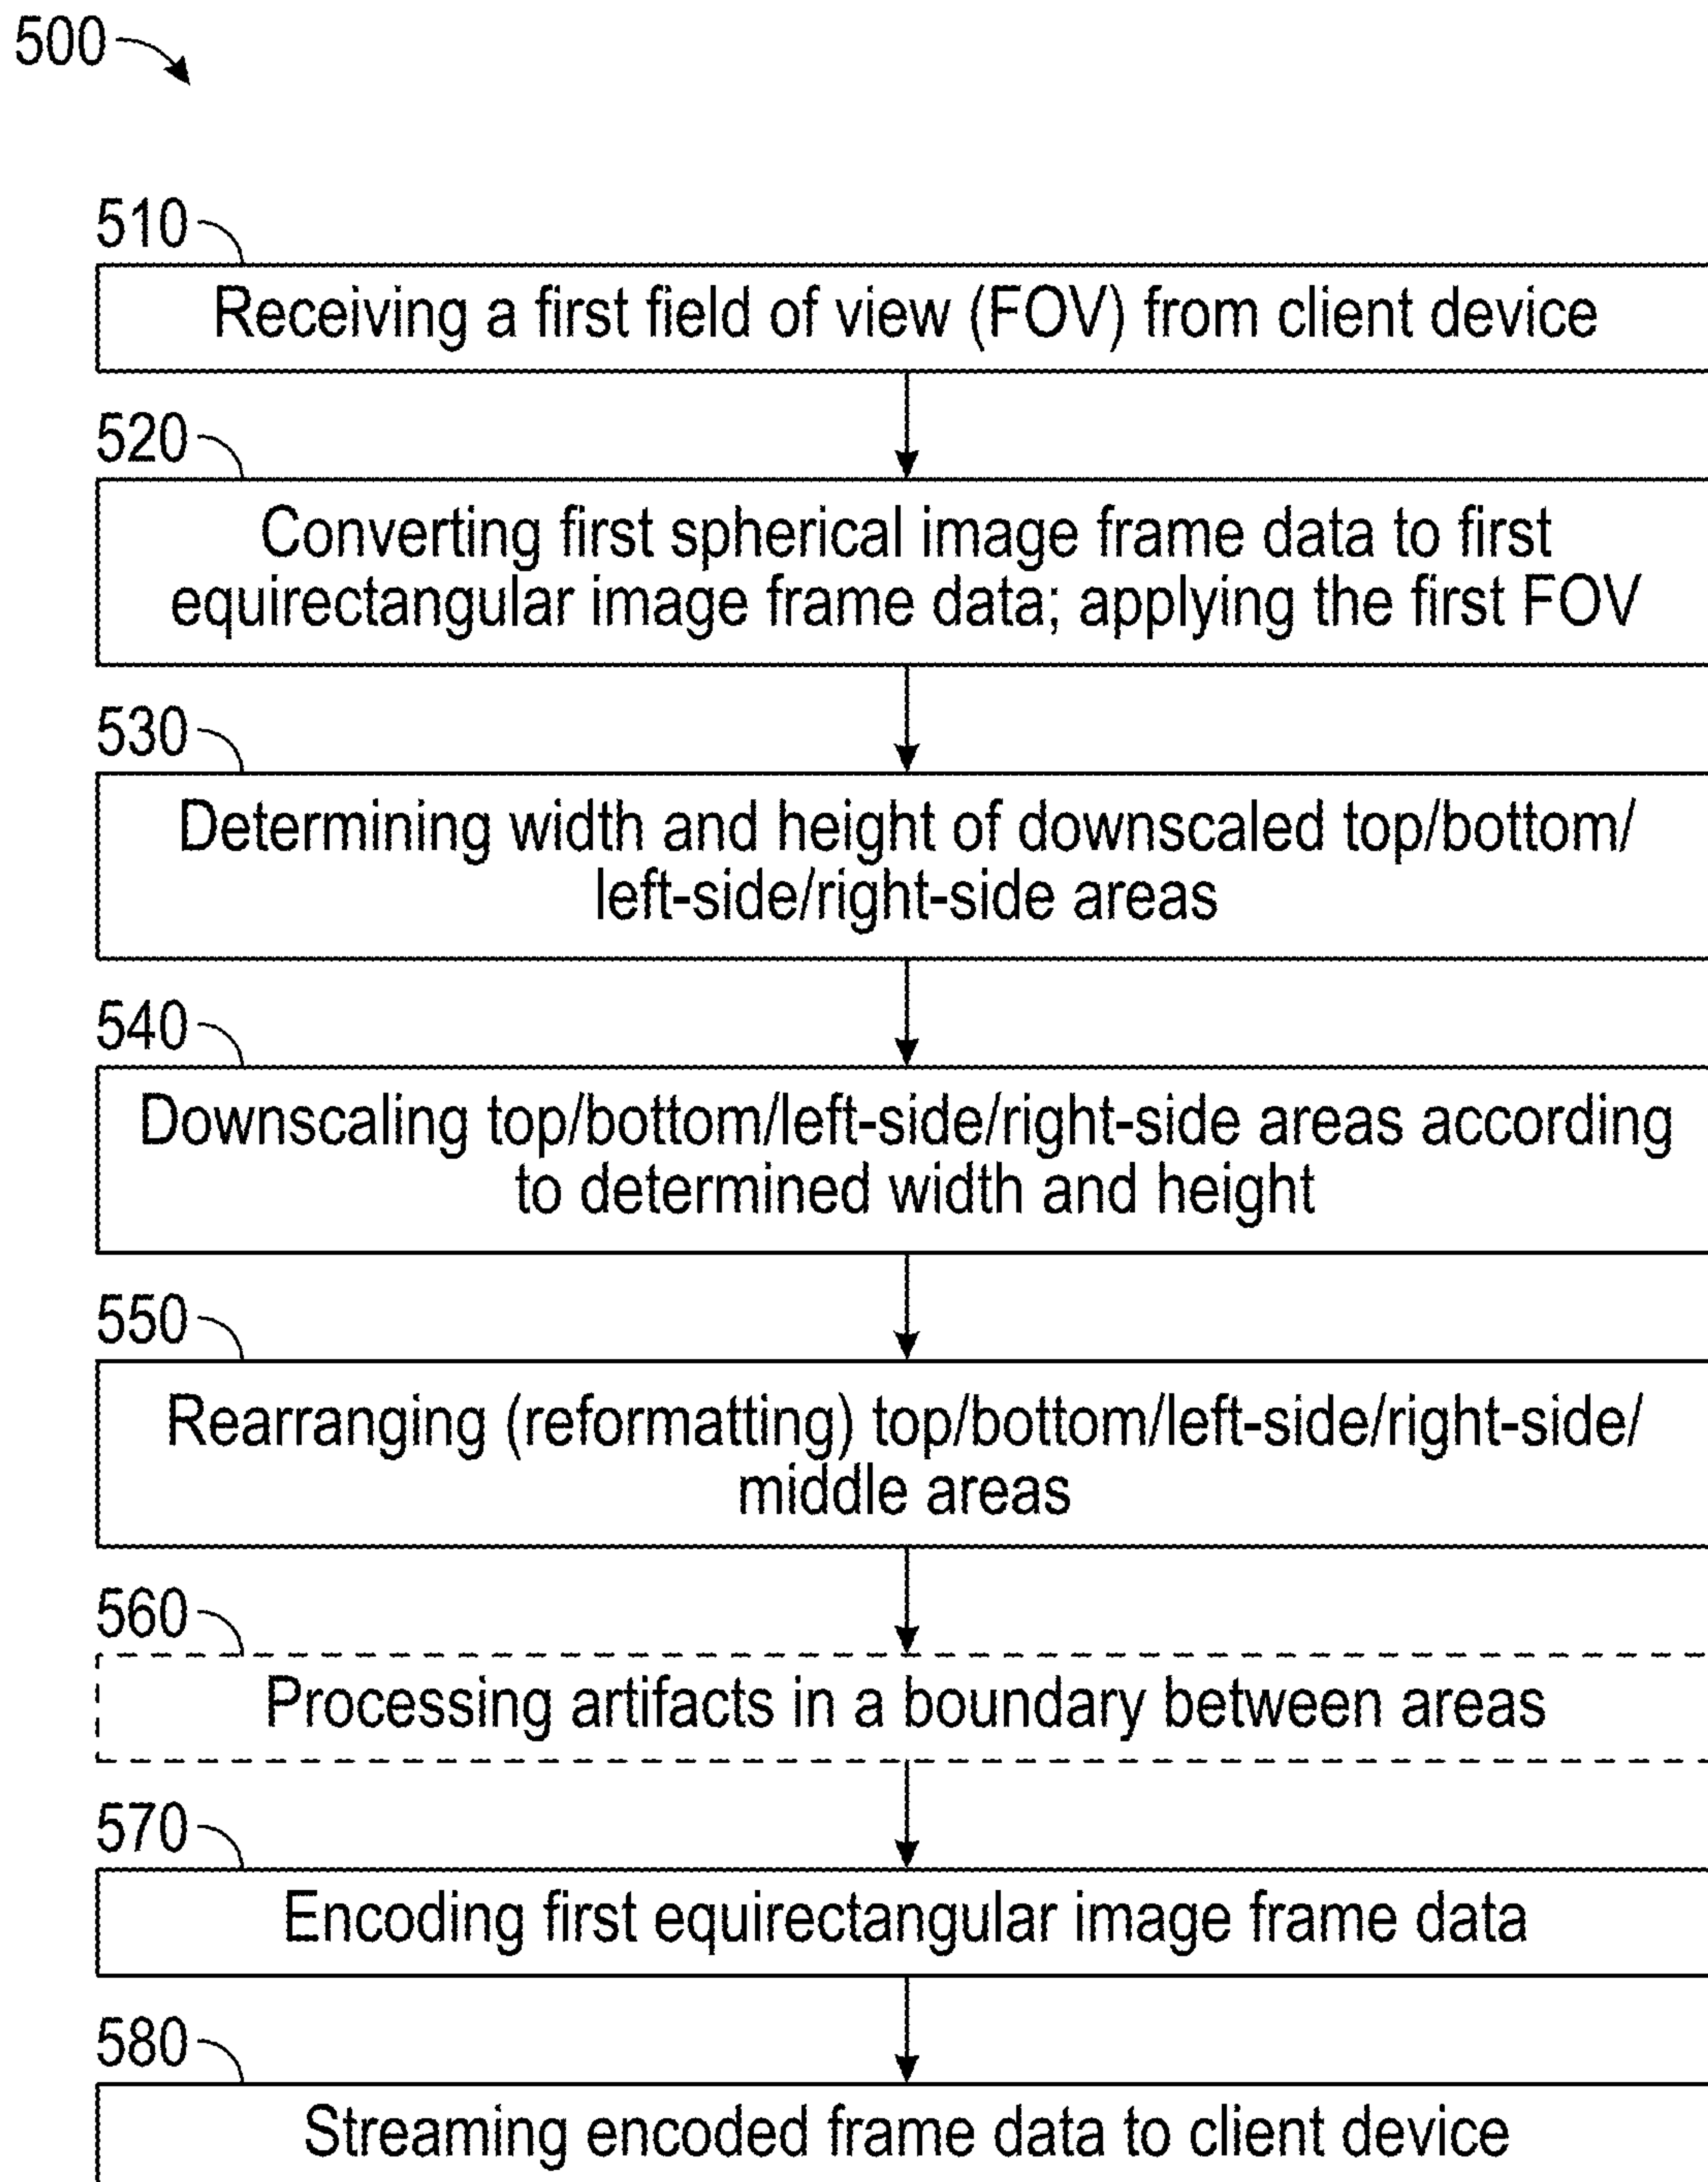 500
510
Receiving a first field of view (FOV) from client device
520
Converting first spherical image frame data to first
equirectangular image frame data; applying the first FOV
530
Determining width and height of downscaled top/bottom/
left-side/right-side areas
540
Downscaling top/bottom/left-side/right-side areas according
to determined width and height
550
Rearranging (reformatting) top/bottom/left-side/right-side/
middle areas
560
Processing artifacts in a boundary between areas
570
Encoding first equirectangular image frame data
580
Streaming encoded frame data to client device